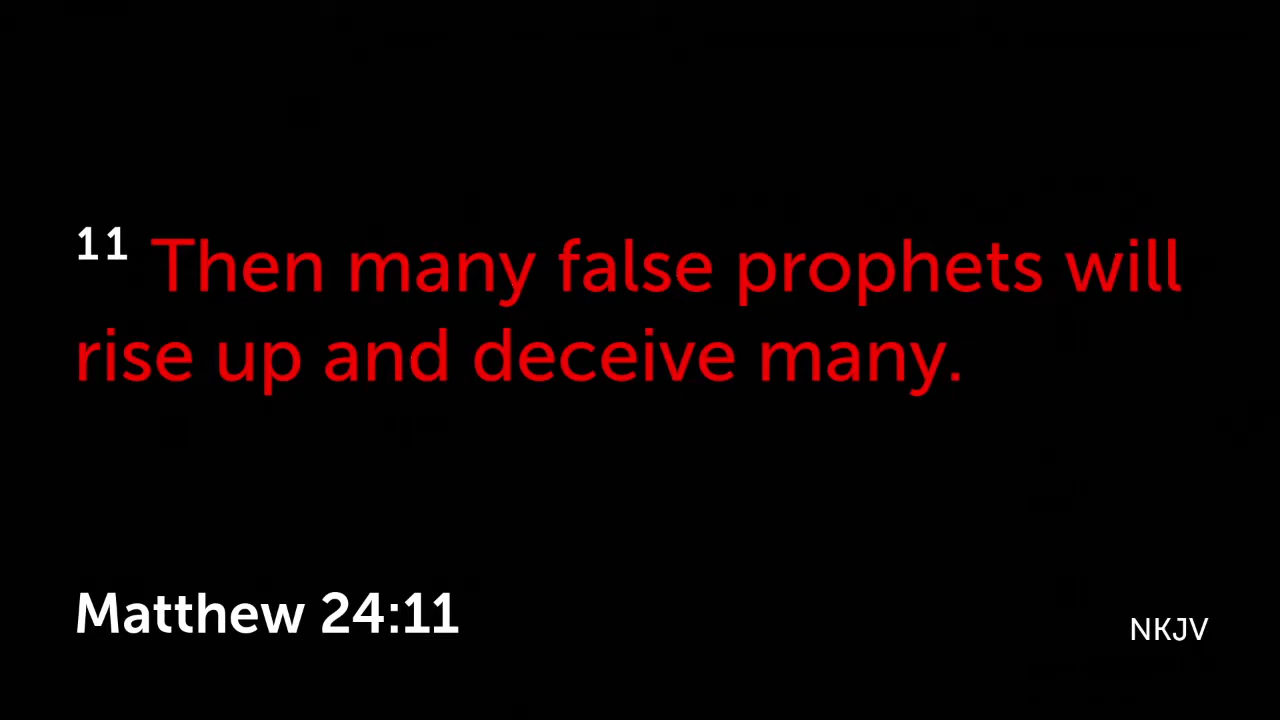 11 Then many false prophets will
rise up and deceive many.
Matthew 24:11
NKJV